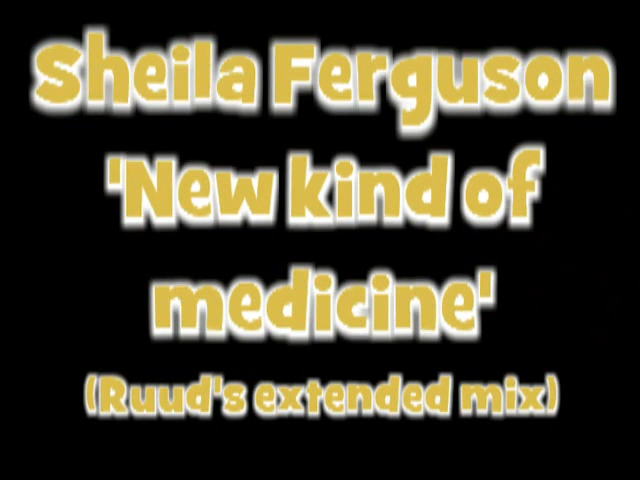 Sheila Ferguson
'New kind of
medicine'
(Ruud's extended mix)